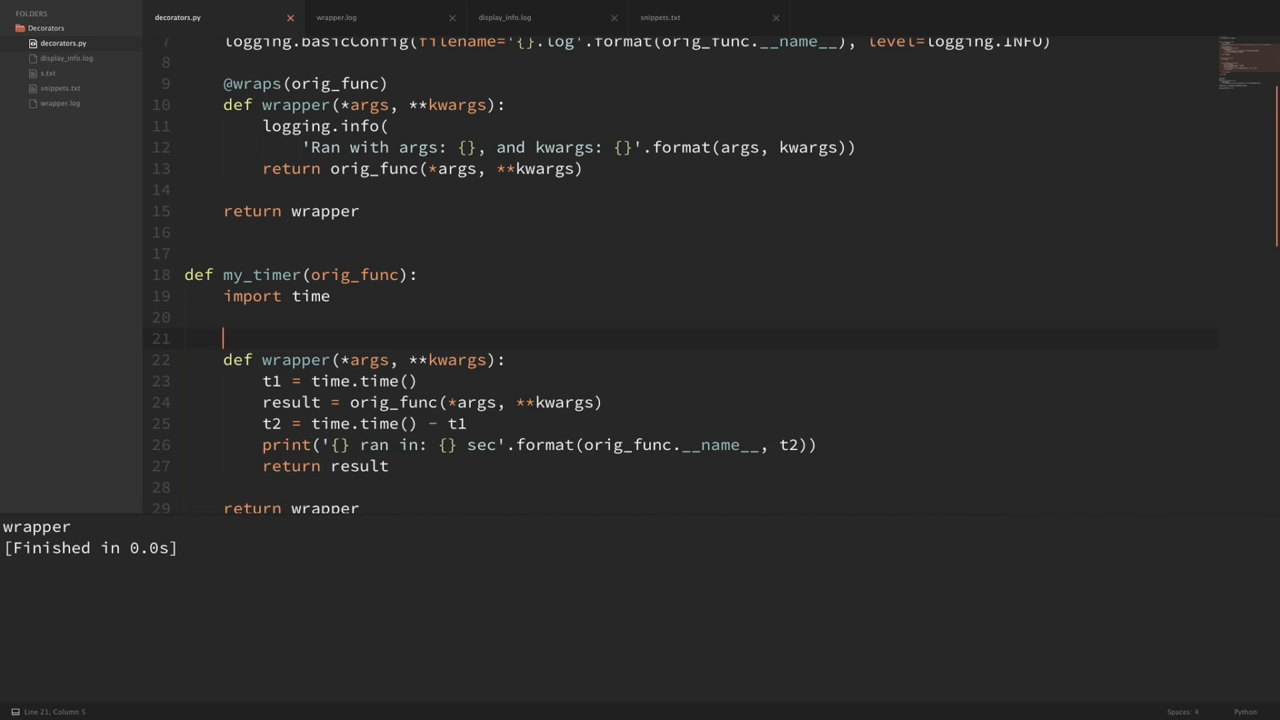 FOLDERS
Decorators
decorators.py
display_info.log
s.txt
snippets.txt
wrapper.log
decorators.py
wrapper.log
display_info.log
snippets.txt
7 logging.basicConfig(filename='{}.log'.format(orig_func.__name__), level=logging.INFO)
8
9 @wraps(orig_func)
10 def wrapper(*args, **kwargs):
11 logging.info(
12 'Ran with args: {}, and kwargs: {}'.format(args, kwargs))
13 return orig_func(*args, **kwargs)
14
15 return wrapper
16
17
18 def my_timer(orig_func):
19 import time
20
21
22 def wrapper(*args, **kwargs):
23 t1 = time.time()
24 result = orig_func(*args, **kwargs)
25 t2 = time.time() - t1
26 print('{} ran in: {} sec'.format(orig_func.__name__, t2))
27 return result
28
29 return wrapper
wrapper
[Finished in 0.0s]
Line 21, Column 5
Spaces: 4
Python